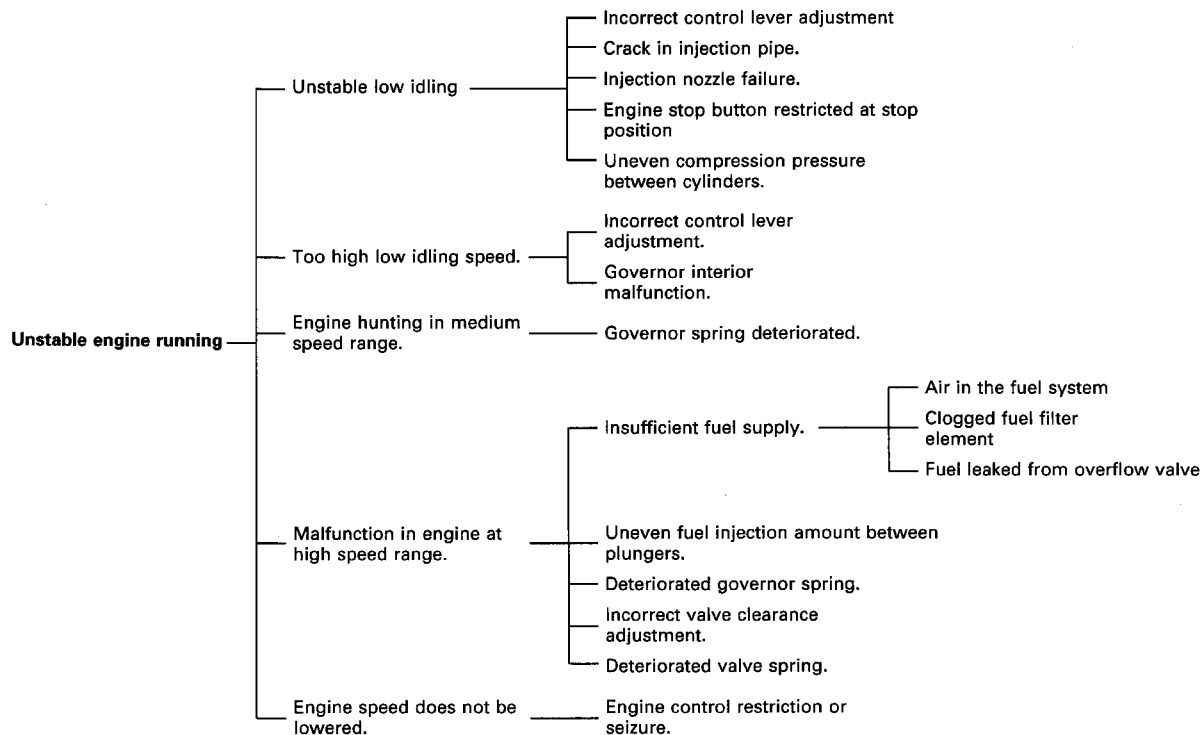 Incorrect control lever adjustment
Crack in injection pipe.
Unstable low idling
Injection nozzle failure.
Engine stop button restricted at stop
position
Uneven compression pressure
between cylinders.
Incorrect control lever
adjustment.
Too high low idling speed.
Governor interior
malfunction.
Engine hunting in medium
speed range.
Governor spring deteriorated.
Unstable engine running
Air in the fuel system
Insufficient fuel supply.
Clogged fuel filter
element
Fuel leaked from overflow valve
Malfunction in engine at
high speed range.
Uneven fuel injection amount between
plungers.
Deteriorated governor spring.
Incorrect valve clearance
adjustment.
Deteriorated valve spring.
Engine speed does not be
lowered.
Engine control restriction or
seizure.